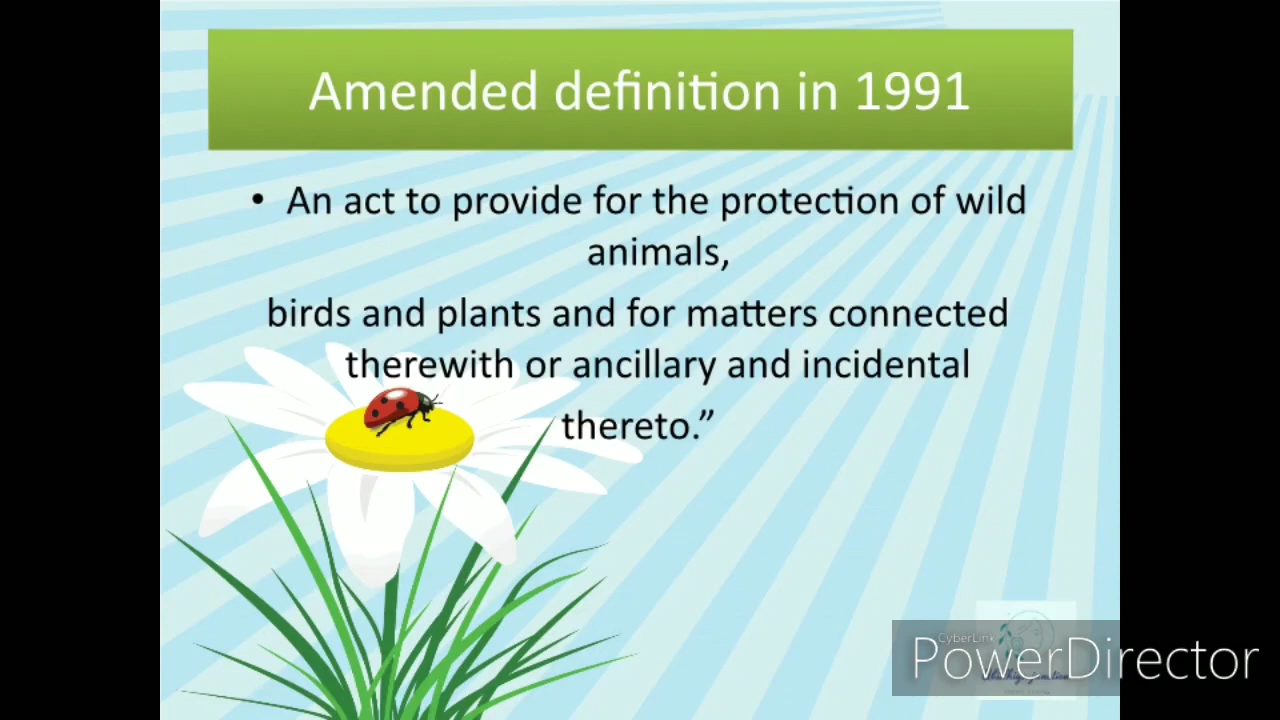 Amended definition in 1991
• An act to provide for the protection of wild
animals,
birds and plants and for matters connected
therewith or ancillary and incidental
thereto.”
CyberLink
PowerDirector